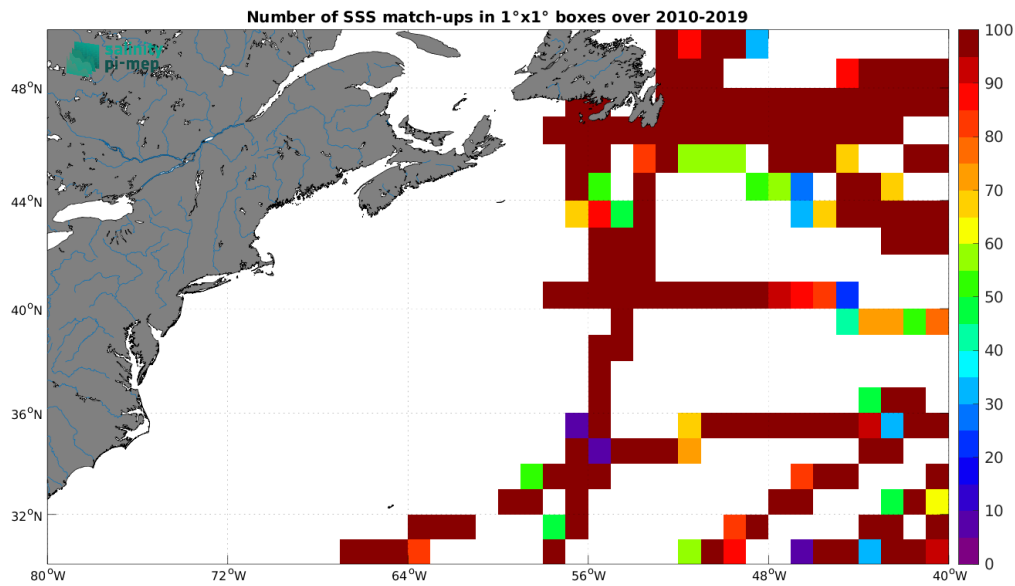 Number of SSS match-ups in 1°x1° boxes over 2010-2019
salinity
pi-mep
48°N
44°N
40°N
36°N
32°N
80°W
72°W
64°W
56°W
48°W
40°W
100
90
80
70
60
50
40
30
20
10
0